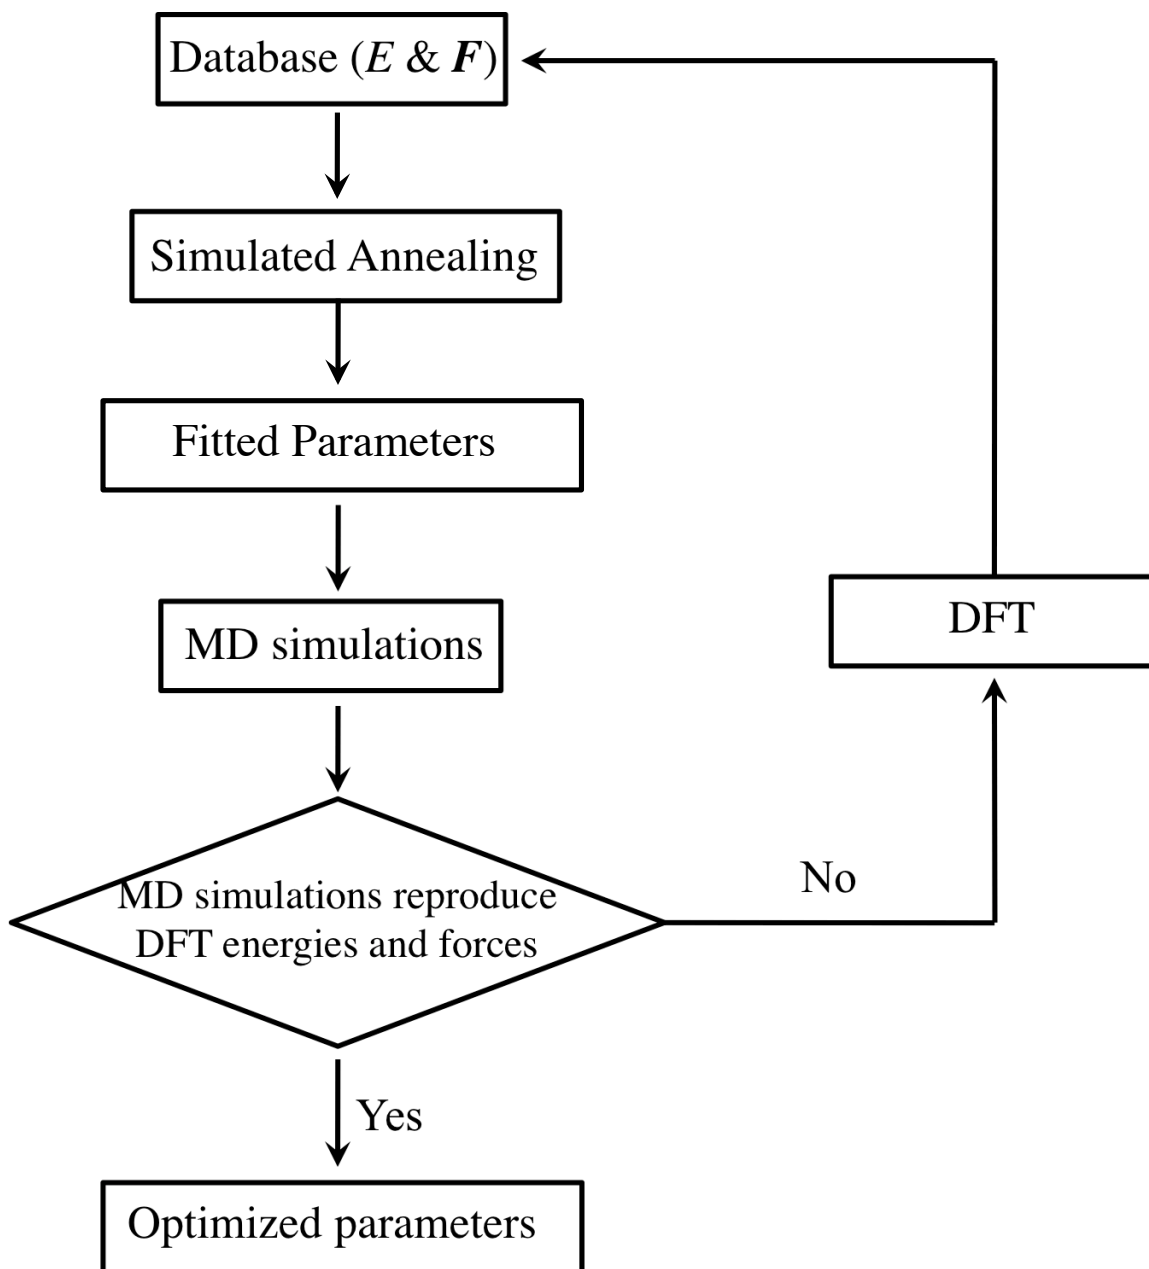 Database (E & F)
Simulated Annealing
Fitted Parameters
MD simulations
DFT
MD simulations reproduce
DFT energies and forces
No
Yes
Optimized parameters